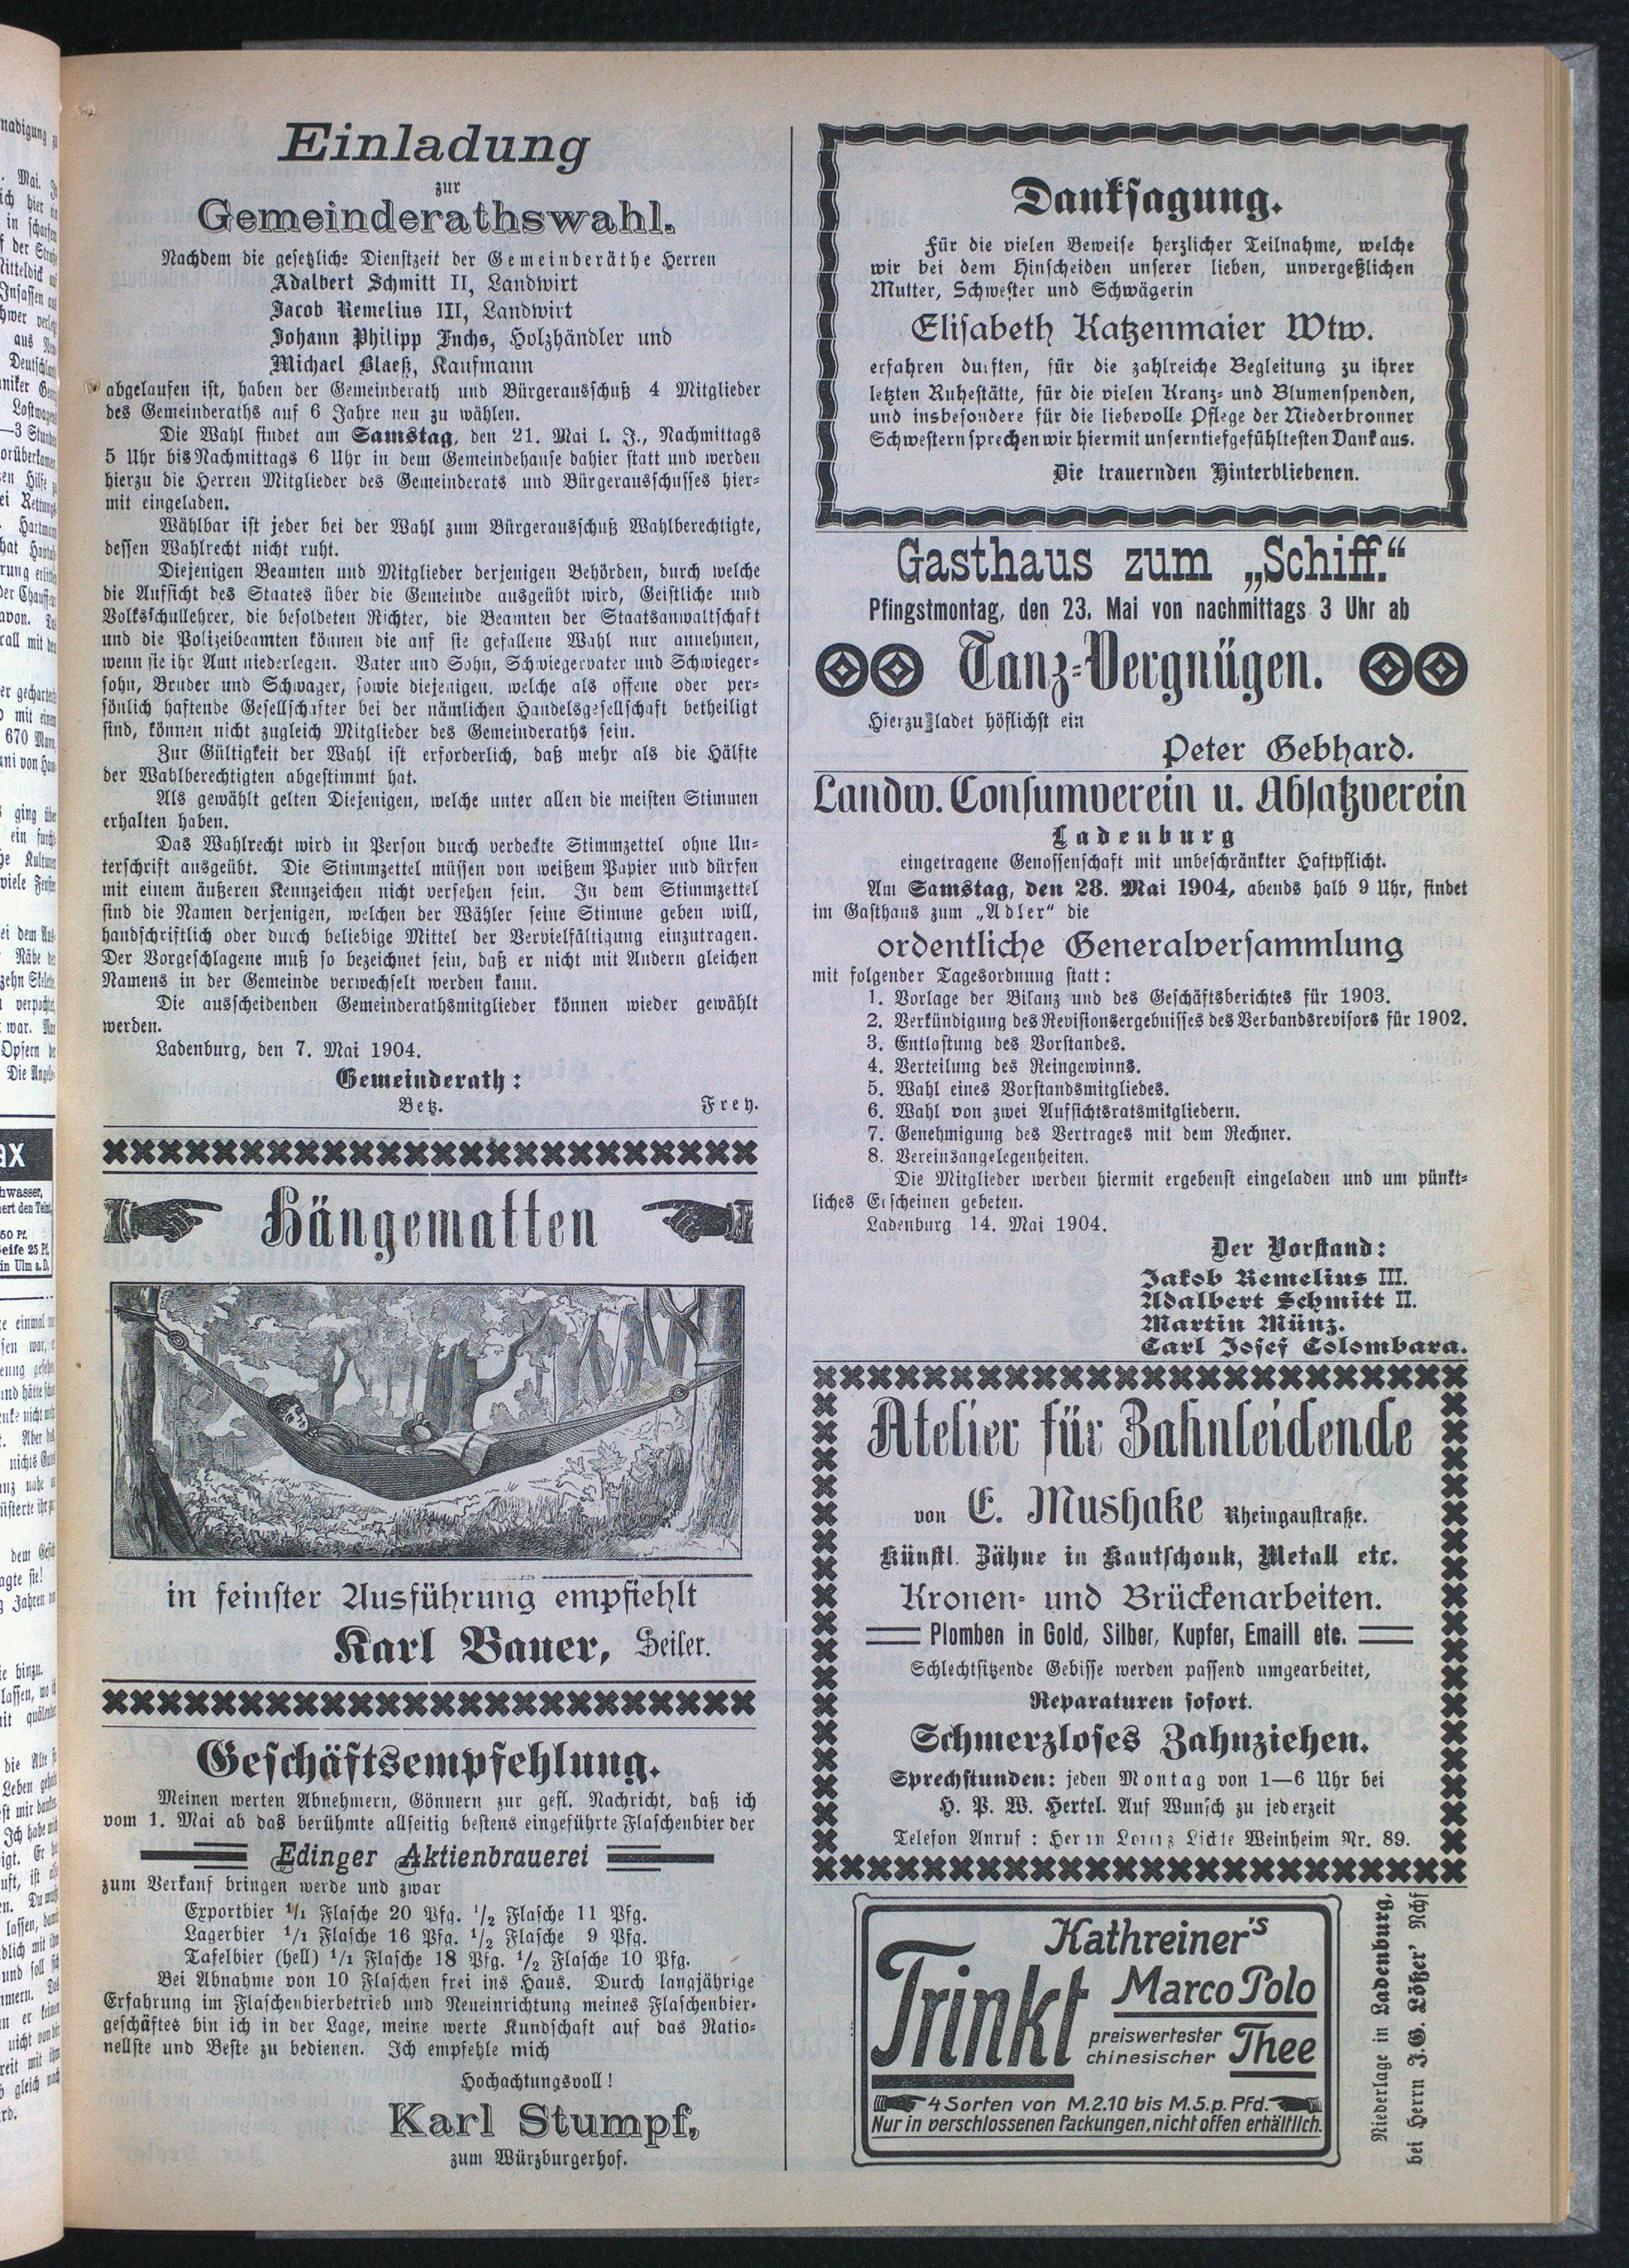 Einladung
zur
Gemeinderathswahl.
Nachdem die gesetzliche Dienstzeit der Gemeinderäthe Herren
Adalbert Schmitt II, Landwirt
Jacob Remelius III, Landwirt
Johann Philipp Fuchs, Holzhändler und
Michael Blaeß, Kaufmann
abgelaufen ist, haben der Gemeinderath und Bürgerausschuß 4 Mitglieder
des Gemeinderaths auf 6 Jahre neu zu wählen.
Die Wahl findet am Samstag, den 21. Mai l. J., Nachmittags
5 Uhr bis Nachmittags 6 Uhr in dem Gemeindehause dahier statt und werden
hierzu die Herren Mitglieder des Gemeinderats und Bürgerausschusses hier-
mit eingeladen.
Wählbar ist jeder bei der Wahl zum Bürgerausschuß Wahlberechtigte,
dessen Wahlrecht nicht ruht.
Diejenigen Beamten und Mitglieder derjenigen Behörden, durch welche
die Aufsicht des Staates über die Gemeinde ausgeübt wird, Geistliche und
Volksschullehrer, die besoldeten Richter, die Beamten der Staatsanwaltschaft
und die Polizeibeamten können die auf sie gefallene Wahl nur annehmen,
wenn sie ihr Amt niederlegen. Vater und Sohn, Schwiegervater und Schwieger-
sohn, Bruder und Schwager, sowie diejenigen, welche als offene oder per-
sönlich haftende Gesellschafter bei der nämlichen Handelsgesellschaft betheiligt
sind, können nicht zugleich Mitglieder des Gemeinderaths sein.
Zur Gültigkeit der Wahl ist erforderlich, daß mehr als die Hälfte
der Wahlberechtigten abgestimmt hat.
Als gewählt gelten Diejenigen, welche unter allen die meisten Stimmen
erhalten haben.
Das Wahlrecht wird in Person durch verdeckte Stimmzettel ohne Un-
terschrift ausgeübt. Die Stimmzettel müssen von weißem Papier und dürfen
mit einem äußeren Kennzeichen nicht versehen sein. In dem Stimmzettel
sind die Namen derjenigen, welchen der Wähler seine Stimme geben will,
handschriftlich oder durch beliebige Mittel der Vervielfältigung einzutragen.
Der Vorgeschlagene muß so bezeichnet sein, daß er nicht mit Andern gleichen
Namens in der Gemeinde verwechselt werden kann.
Die ausscheidenden Gemeinderathsmitglieder können wieder gewählt
werden.
Ladenburg, den 7. Mai 1904.
Gemeinderath:
Betz. Frey.
Hängematten
in feinster Ausführung empfiehlt
Karl Bauer, Seiler.
Geschäftsempfehlung.
Meinen werten Abnehmern, Gönnern zur gefl. Nachricht, daß ich
vom 1. Mai ab das berühmte allseitig bestens eingeführte Flaschenbier der
Edinger Aktienbrauerei
zum Verkauf bringen werde und zwar
Exportbier 1/1 Flasche 20 Pfg. 1/2 Flasche 11 Pfg.
Lagerbier 1/1 Flasche 16 Pfg. 1/2 Flasche 9 Pfg.
Tafelbier (hell) 1/1 Flasche 18 Pfg. 1/2 Flasche 10 Pfg.
Bei Abnahme von 10 Flaschen frei ins Haus. Durch langjährige
Erfahrung im Flaschenbierbetrieb und Neueinrichtung meines Flaschenbier-
geschäftes bin ich in der Lage, meine werte Kundschaft auf das Ratio-
nellste und Beste zu bedienen. Ich empfehle mich
Hochachtungsvoll!
Karl Stumpf,
zum Würzburgerhof.
Danksagung.
Für die vielen Beweise herzlicher Teilnahme, welche
wir bei dem Hinscheiden unserer lieben, unvergeßlichen
Mutter, Schwester und Schwägerin
Elisabeth Katzenmaier Wtw.
erfahren durften, für die zahlreiche Begleitung zu ihrer
letzten Ruhestätte, für die vielen Kranz- und Blumenspenden,
und insbesondere für die liebevolle Pflege der Niederbronner
Schwestern sprechen wir hiermit unsern tiefgefühltesten Dank aus.
Die trauernden Hinterbliebenen.
Gasthaus zum „Schiff.“
Pfingstmontag, den 23. Mai von nachmittags 3 Uhr ab
Tanz-Vergnügen.
Hierzu ladet höflichst ein
Peter Gebhard.
Landw. Consumverein u. Absatzverein
Ladenburg
eingetragene Genossenschaft mit unbeschränkter Haftpflicht.
Am Samstag, den 28. Mai 1904, abends halb 9 Uhr, findet
im Gasthaus zum „Adler“ die
ordentliche Generalversammlung
mit folgender Tagesordnung statt:
1. Vorlage der Bilanz und des Geschäftsberichtes für 1903.
2. Verkündigung des Revisionsergebnisses des Verbandsrevisors für 1902.
3. Entlastung des Vorstandes.
4. Verteilung des Reingewinns.
5. Wahl eines Vorstandsmitgliedes.
6. Wahl von zwei Aufsichtsratsmitgliedern.
7. Genehmigung des Vertrages mit dem Rechner.
8. Vereinsangelegenheiten.
Die Mitglieder werden hiermit ergebenst eingeladen und um pünkt-
liches Erscheinen gebeten.
Ladenburg 14. Mai 1904.
Der Vorstand:
Jakob Remelius III.
Adalbert Schmitt II.
Martin Münz.
Carl Josef Colombara.
Atelier für Zahnleidende
von C. Mushake Rheingaustraße.
Künstl. Zähne in Kautschouk, Metall etc.
Kronen- und Brückenarbeiten.
Plomben in Gold, Silber, Kupfer, Emaill etc.
Schlechtsitzende Gebisse werden passend umgearbeitet,
Reparaturen sofort.
Schmerzloses Zahnziehen.
Sprechstunden: jeden Montag von 1—6 Uhr bei
H. P. W. Hertel. Auf Wunsch zu jederzeit
Telefon Anruf: Herrn Weinheim Nr. 89.
Kathreiner's
Trinkt Marco Polo
preiswertester
chinesischer Thee
4 Sorten von M.2.10 bis M.5.p.Pfd.
Nur in verschlossenen Packungen, nicht offen erhältlich.
Niederlage in Ladenburg,
bei Herrn J.G. Lötzer' Nchf